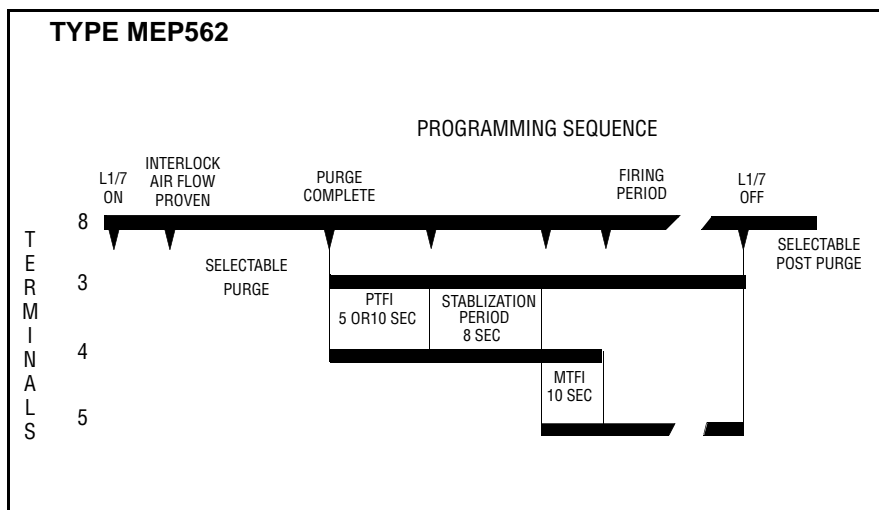 TYPE MEP562
PROGRAMMING SEQUENCE
L1/7
ON
INTERLOCK
AIR FLOW
PROVEN
PURGE
COMPLETE
FIRING
PERIOD
L1/7
OFF
TERMINALS
8
SELECTABLE
POST PURGE
SELECTABLE
PURGE
3
PTFI
5 OR10 SEC
STABLIZATION
PERIOD
8 SEC
4
MTFI
10 SEC
5